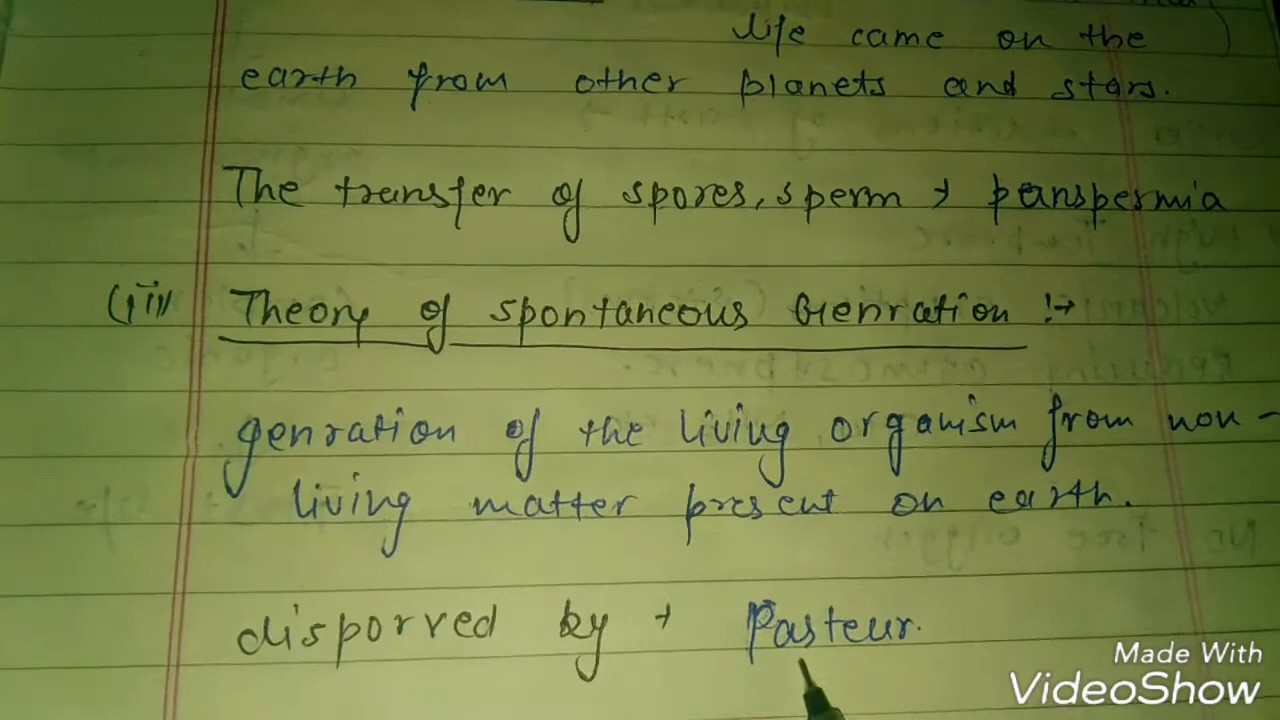 life came on the
earth from other planets and stars.
The transfer of spores, sperm → panspermia
(iii) Theory of spontaneous Genration :→
genration of the living organism from non-
living matter present on earth.
disporved by → Pasteur.
Made With
VideoShow